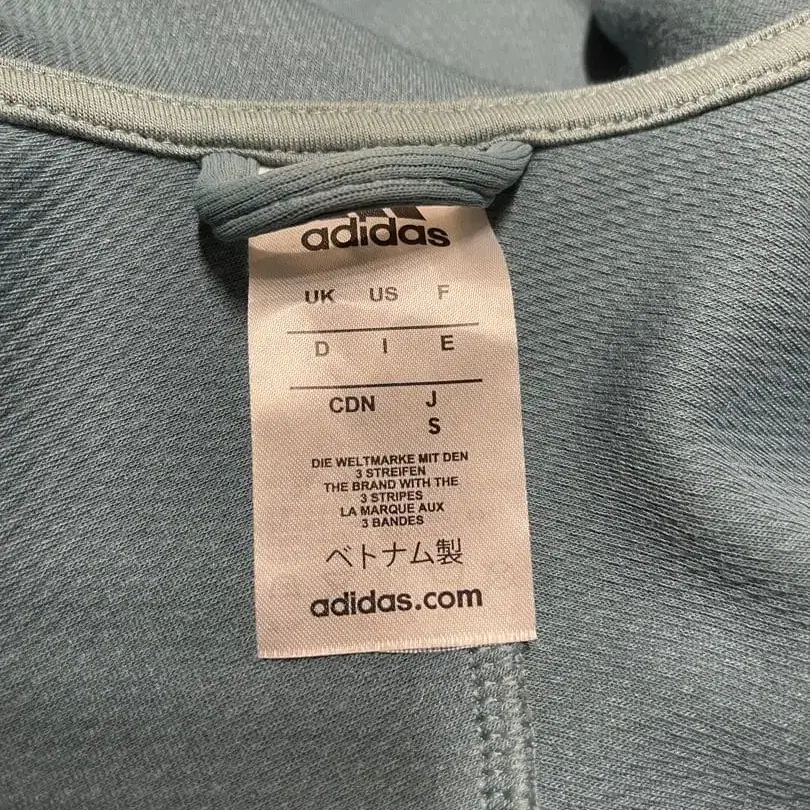 adidas
UK US F
D I E
CDN J
S
DIE WELTMARKE MIT DEN
3 STREIFEN
THE BRAND WITH THE
3 STRIPES
LA MARQUE AUX
3 BANDES
ベトナム製
adidas.com